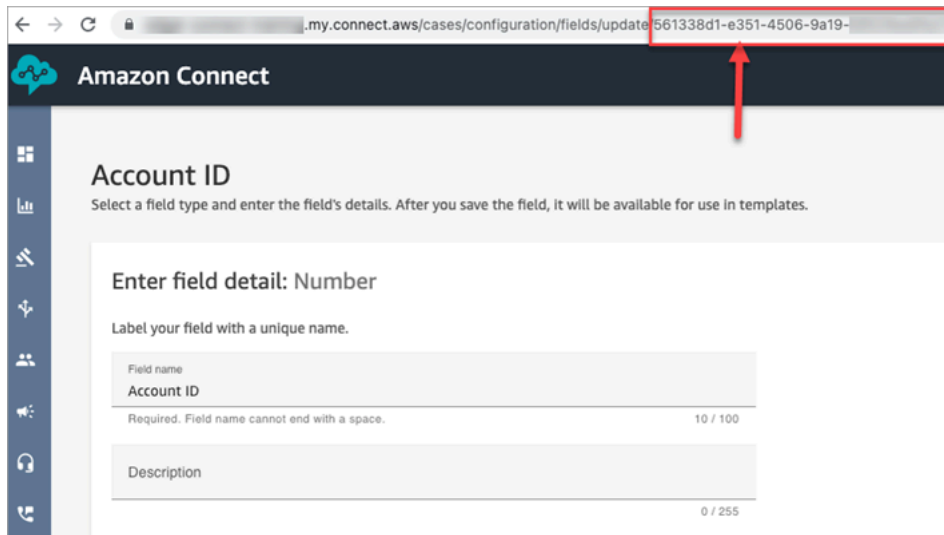 .my.connect.aws/cases/configuration/fields/update/561338d1-e351-4506-9a19-
Amazon Connect
Account ID
Select a field type and enter the field's details. After you save the field, it will be available for use in templates.
Enter field detail: Number
Label your field with a unique name.
Field name
Account ID
Required. Field name cannot end with a space.
10 / 100
Description
0 / 255